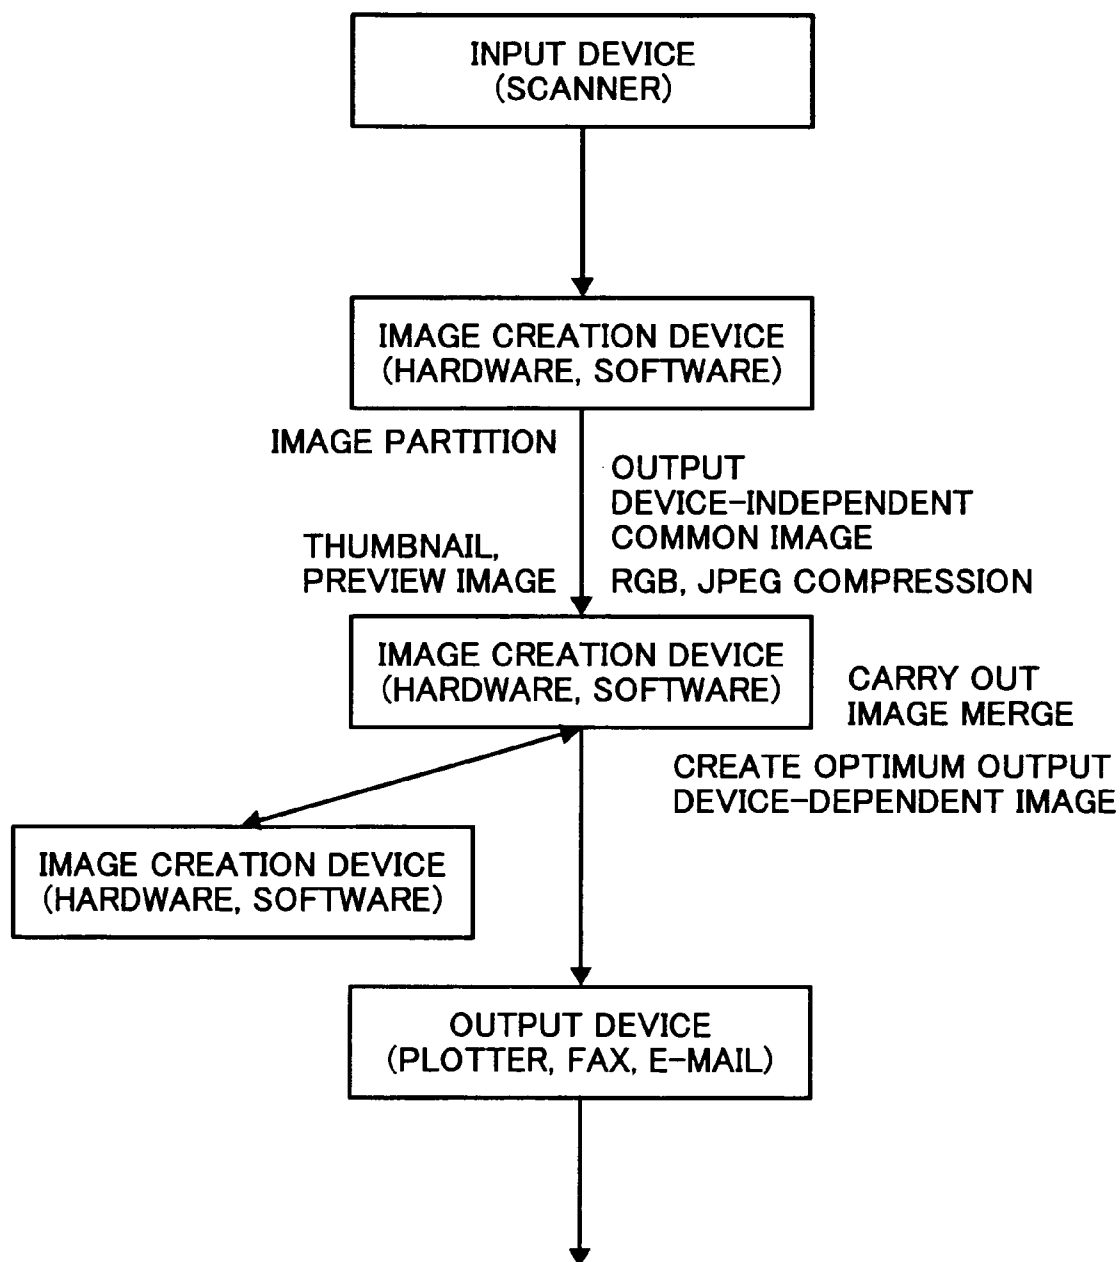 INPUT DEVICE
(SCANNER)
IMAGE CREATION DEVICE
(HARDWARE, SOFTWARE)
IMAGE PARTITION
OUTPUT
DEVICE-INDEPENDENT
COMMON IMAGE
THUMBNAIL,
PREVIEW IMAGE
RGB, JPEG COMPRESSION
IMAGE CREATION DEVICE
(HARDWARE, SOFTWARE)
CARRY OUT
IMAGE MERGE
CREATE OPTIMUM OUTPUT
DEVICE-DEPENDENT IMAGE
IMAGE CREATION DEVICE
(HARDWARE, SOFTWARE)
OUTPUT DEVICE
(PLOTTER, FAX, E-MAIL)